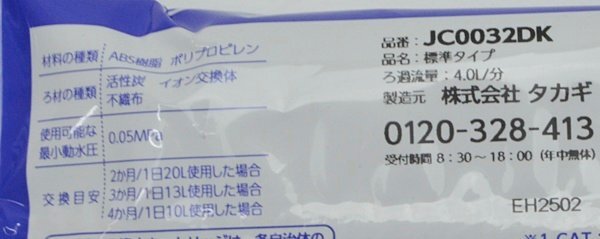 材料の種類 ABS樹脂 ポリプロピレン
ろ材の種類 活性炭 イオン交換体
不織布
使用可能な
最小動水圧 0.05MPa
交換目安 2か月/1日20L使用した場合
3か月/1日13L使用した場合
4か月/1日10L使用した場合
品番: JC0032DK
品名: 標準タイプ
ろ過流量: 4.0L/分
製造元 株式会社 タカギ
0120-328-413
受付時間 8:30~18:00 (年中無休)
EH2502